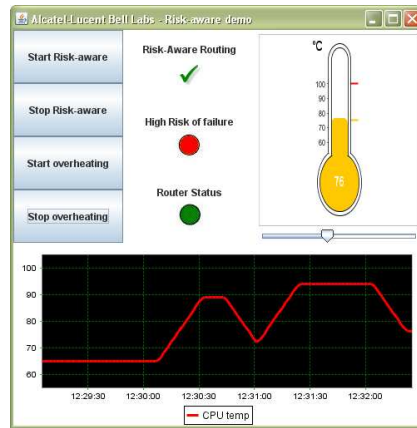 Alcatel-Lucent Bell Labs - Risk-aware demo
Start Risk-aware
Stop Risk-aware
Start overheating
Stop overheating
Risk-Aware Routing
High Risk of failure
Router Status
°C
100
90
80
70
60
76
100
90
80
70
60
12:29:30
12:30:00
12:30:30
12:31:00
12:31:30
12:32:00
CPU temp